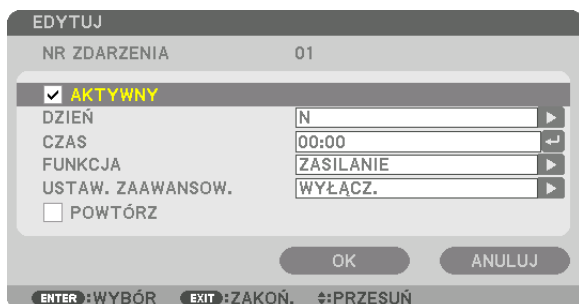 EDYTUJ
NR ZDARZENIA 01
AKTYWNY
DZIEŃ N
CZAS 00:00
FUNKCJA ZASILANIE
USTAW. ZAAWANSOW. WYŁĄCZ.
POWTÓRZ
OK ANULUJ
ENTER :WYBÓR EXIT :ZAKOŃ. :PRZESUŃ